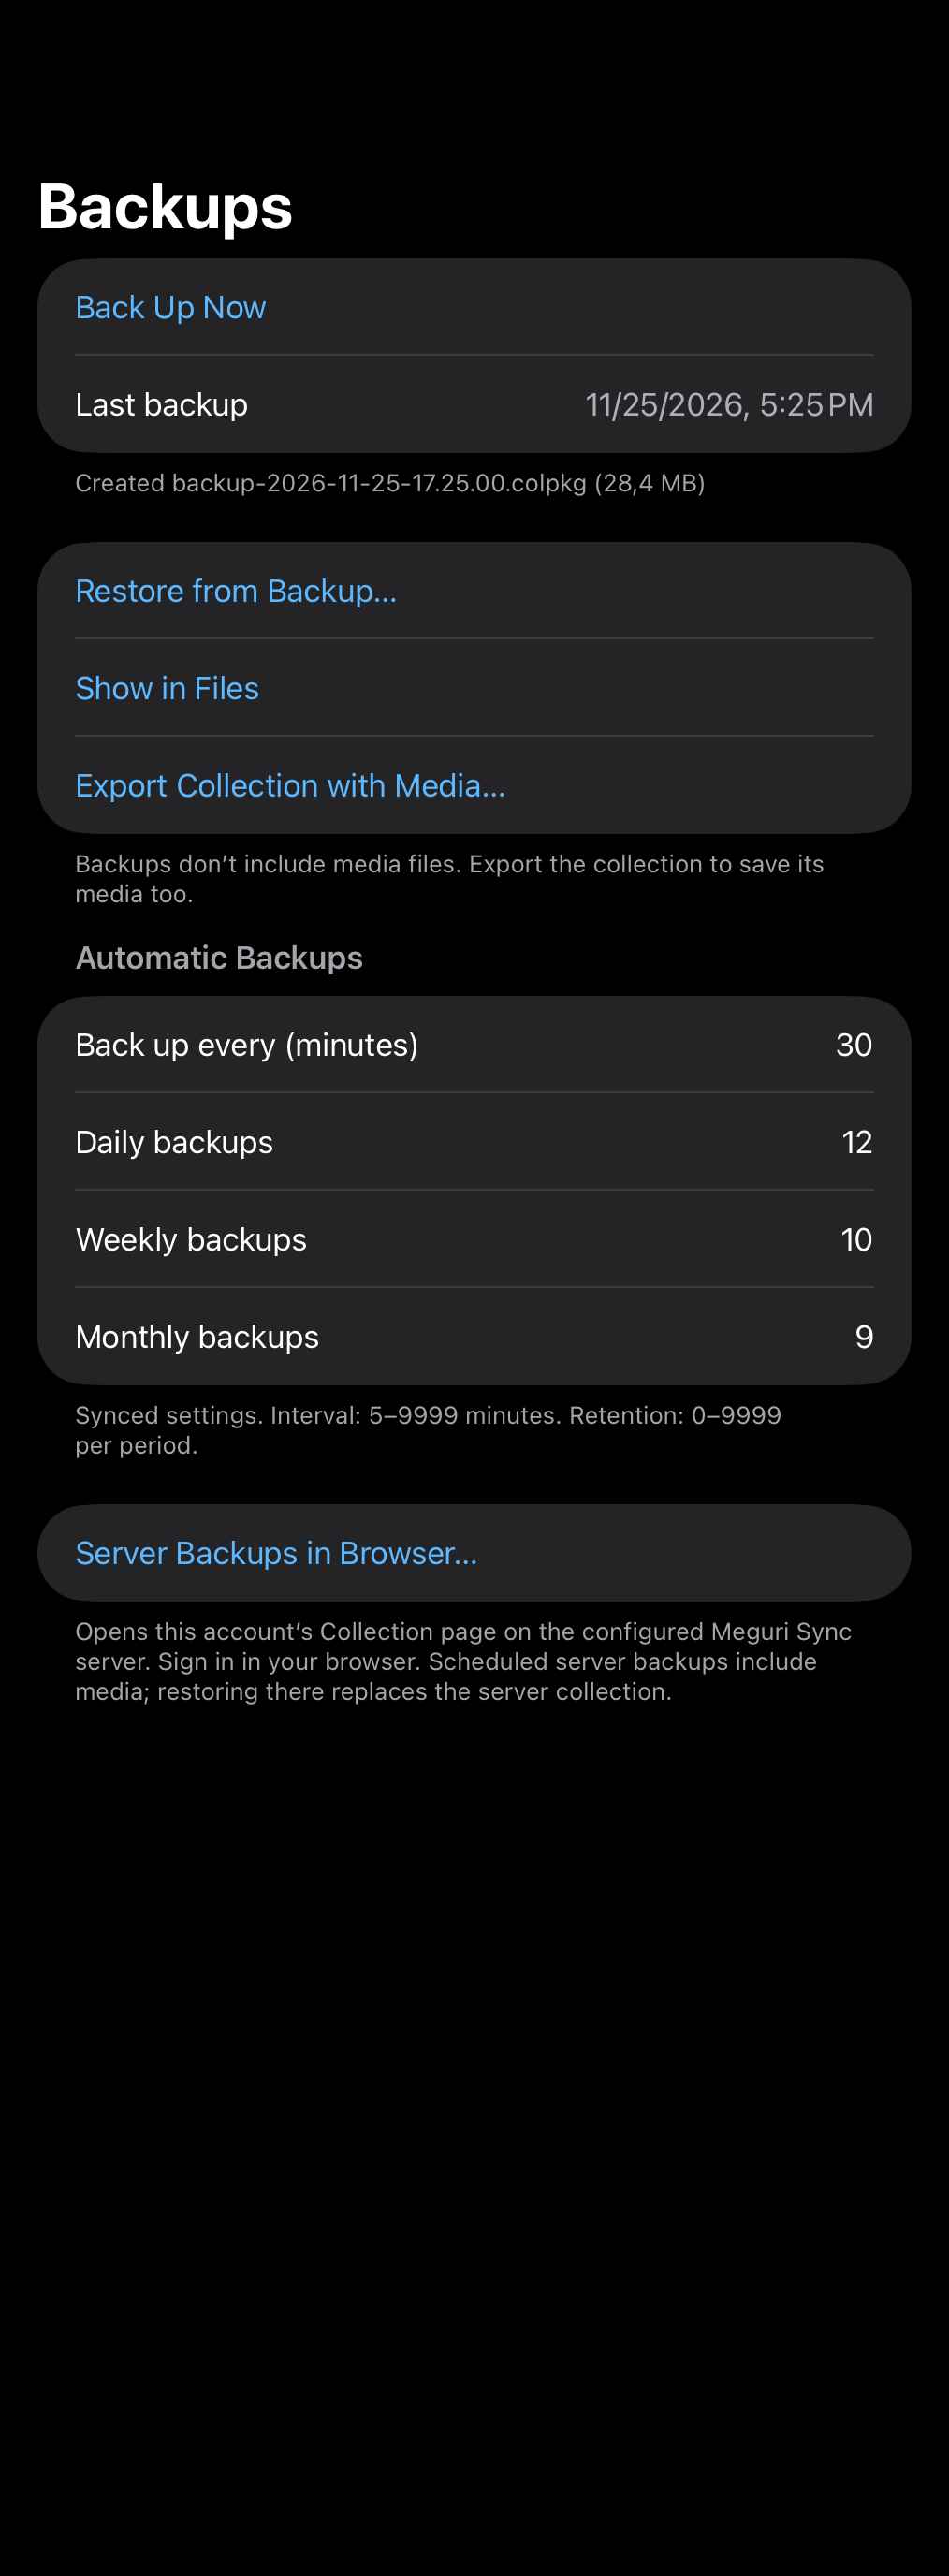 Backups
Back Up Now
Last backup 11/25/2026, 5:25 PM
Created backup-2026-11-25-17.25.00.colpkg (28,4 MB)
Restore from Backup…
Show in Files
Export Collection with Media…
Backups don’t include media files. Export the collection to save its
media too.
Automatic Backups
Back up every (minutes) 30
Daily backups 12
Weekly backups 10
Monthly backups 9
Synced settings. Interval: 5–9999 minutes. Retention: 0–9999
per period.
Server Backups in Browser…
Opens this account’s Collection page on the configured Meguri Sync
server. Sign in in your browser. Scheduled server backups include
media; restoring there replaces the server collection.